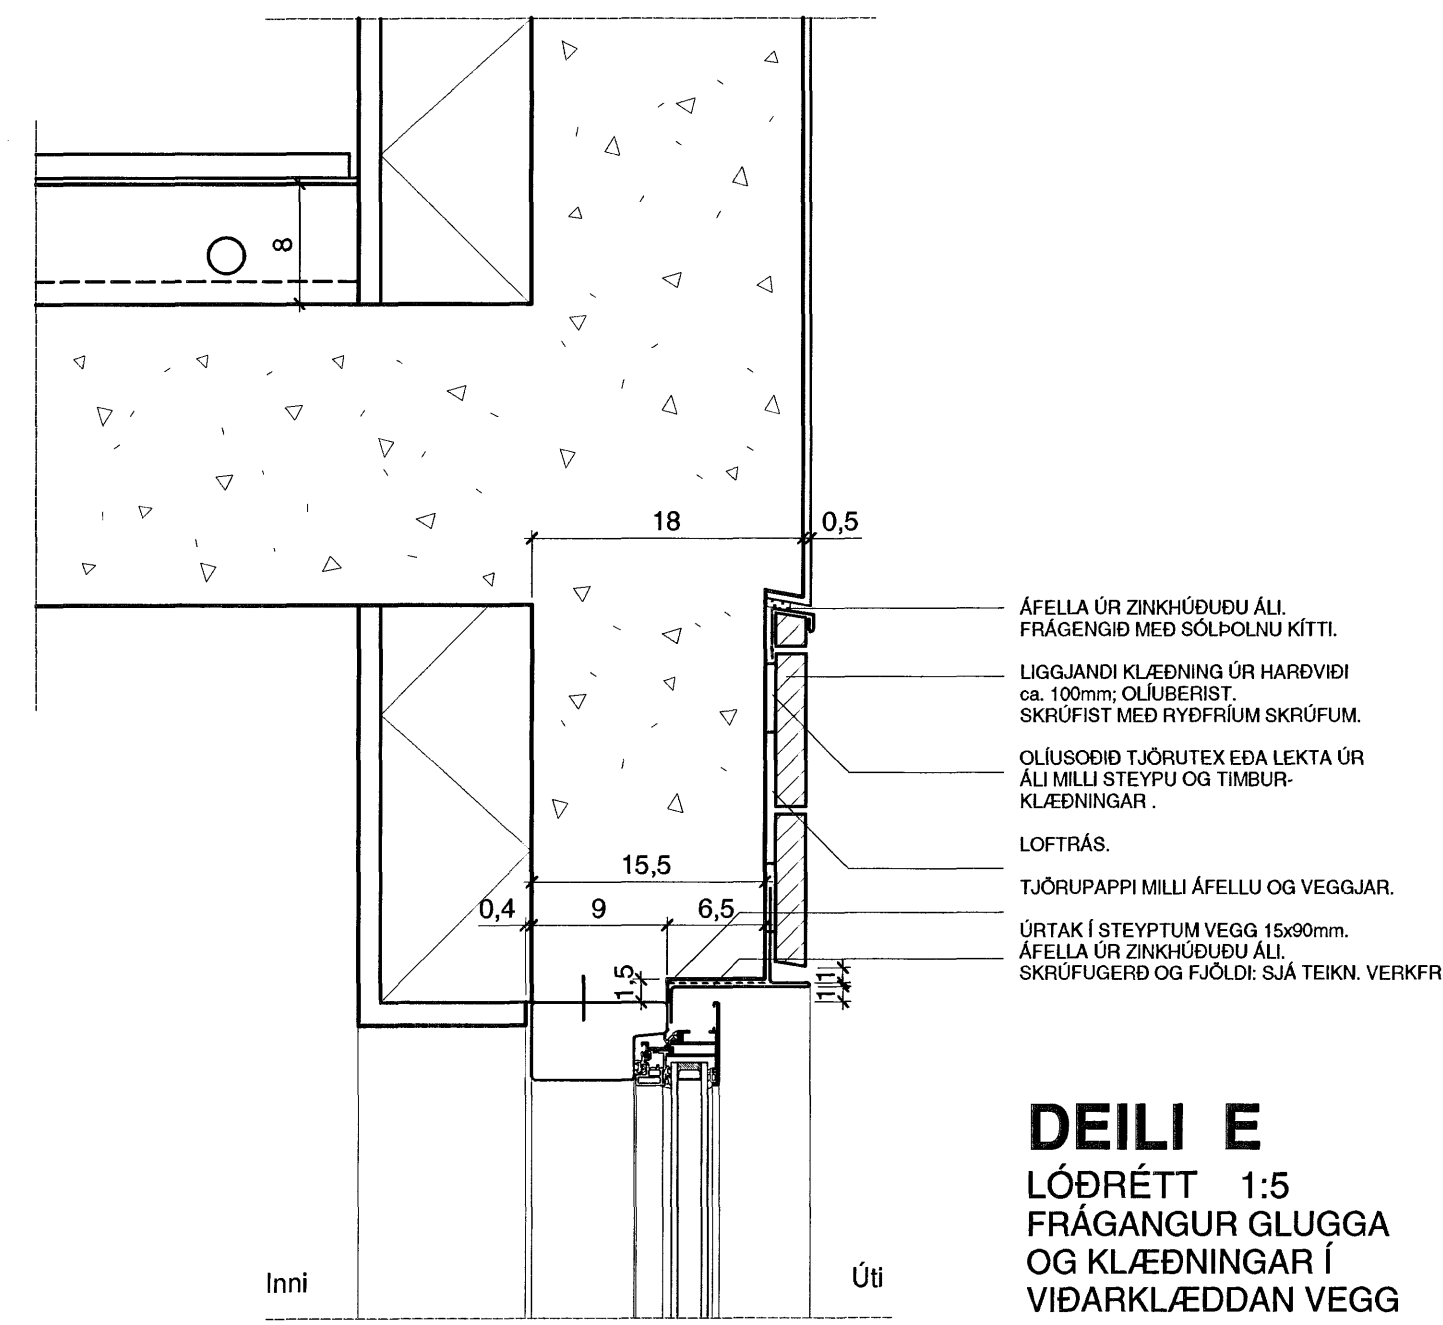 8
18
0,5
ÁFELLA ÚR ZINKHÚÐUÐU ÁLI.
FRÁGENGIÐ MEÐ SÓLÞOLNU KÍTTI.
LIGGJANDI KLÆÐNING ÚR HARÐVIÐI
ca. 100mm; OLÍUBERIST.
SKRÚFIST MEÐ RYÐFRÍUM SKRÚFUM.
OLÍUSOÐIÐ TJÖRUTEX EÐA LEKTA ÚR
ÁLI MILLI STEYPU OG TIMBUR-
KLÆÐNINGAR .
LOFTRÁS.
TJÖRUPAPPI MILLI ÁFELLU OG VEGGJAR.
ÚRTAK Í STEYPTUM VEGG 15x90mm.
ÁFELLA ÚR ZINKHÚÐUÐU ÁLI.
SKRÚFUGERÐ OG FJÖLDI: SJÁ TEIKN. VERKFR
15,5
0,4
9
6,5
1,5
1
1
DEILI E
LÓÐRÉTT 1:5
FRÁGANGUR GLUGGA
OG KLÆÐNINGAR Í
VIÐARKLÆDDAN VEGG
Inni
Úti